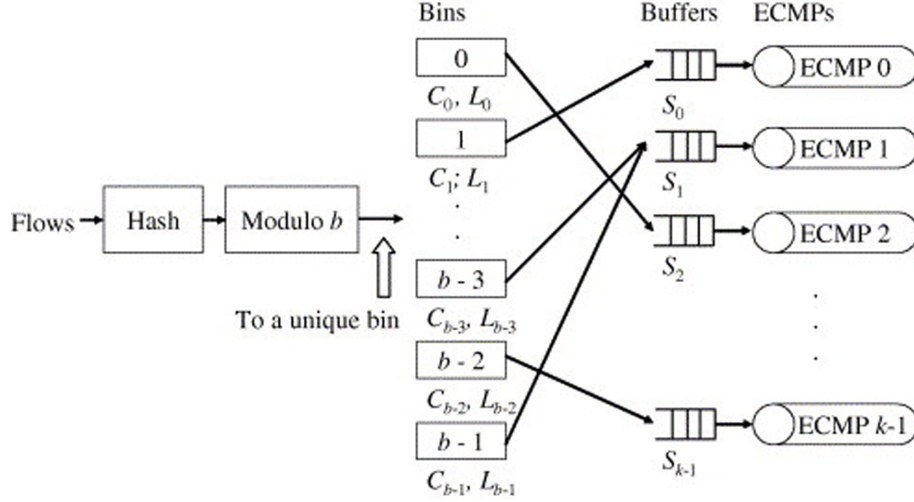 Bins Buffers ECMPs
0
C0, L0
ECMP 0
S0
1
C1; L1
ECMP 1
S1
Flows Hash Modulo b
ECMP 2
S2
b - 3
To a unique bin
Cb-3, Lb-3
b - 2
Cb-2, Lb-2
ECMP k-1
b - 1
Sk-1
Cb-1, Lb-1